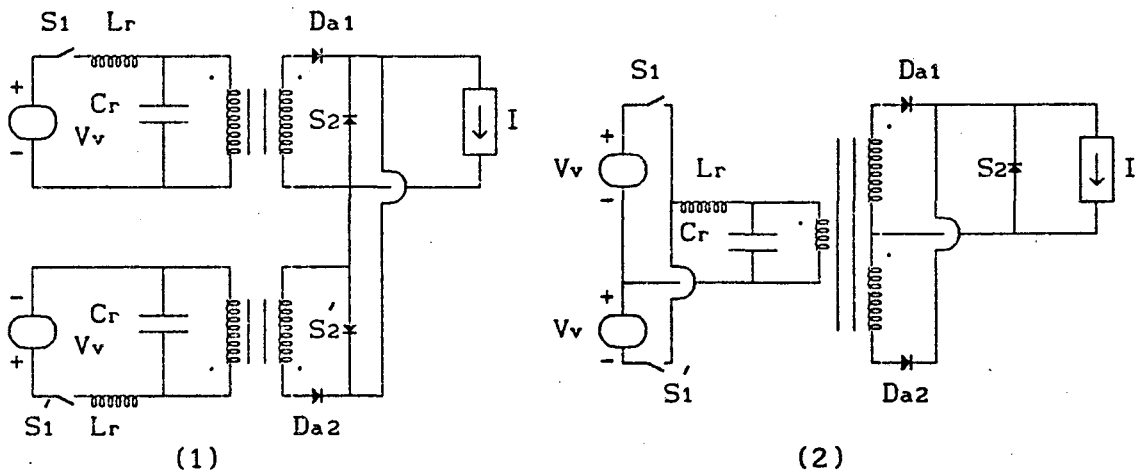 S1 Lr Da1
+ Cr Vv - S2 I
- Cr Vv + S2'
S1' Lr Da2
(1)
S1 Da1
+ Vv - Lr Cr S2 I
+ Vv -
S1' Da2
(2)